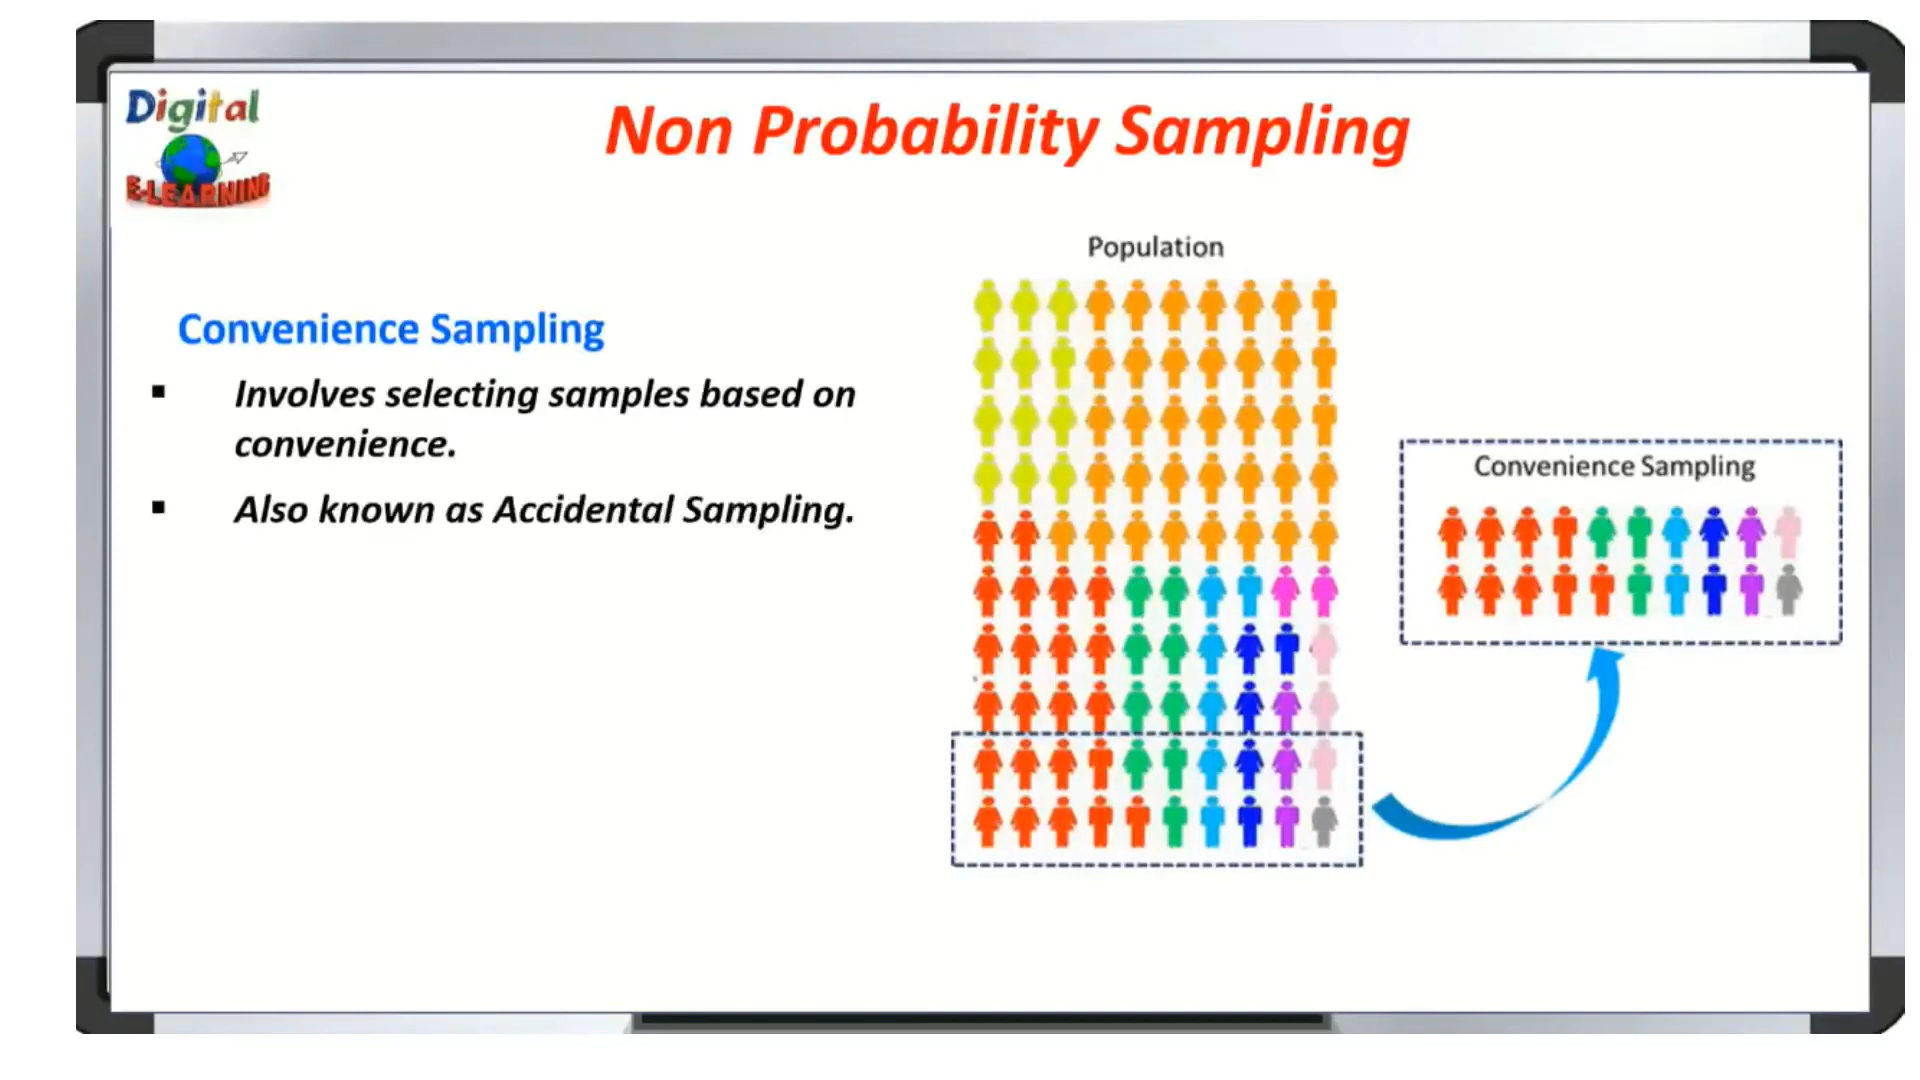 Digital
E-LEARNING
Non Probability Sampling
Convenience Sampling
▪ Involves selecting samples based on
convenience.
▪ Also known as Accidental Sampling.
Population
Convenience Sampling